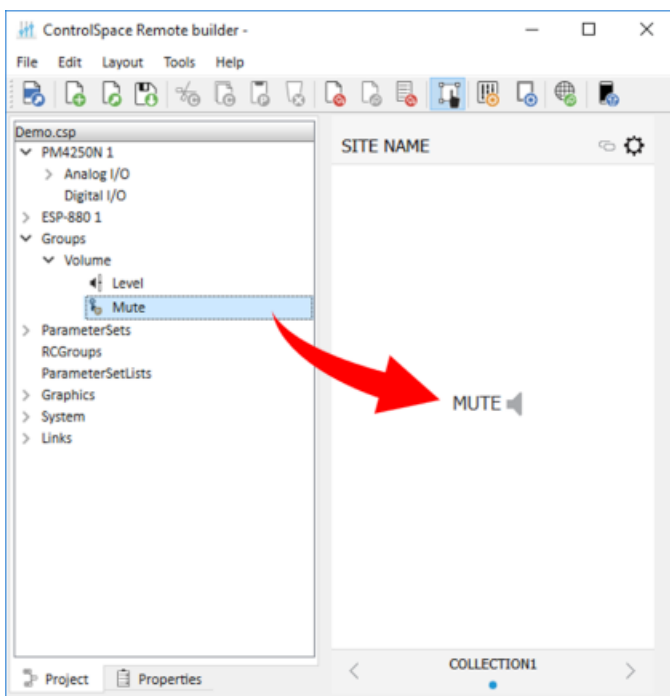 ControlSpace Remote builder -
File Edit Layout Tools Help
Demo.csp
PM4250N 1
Analog I/O
Digital I/O
ESP-880 1
Groups
Volume
Level
Mute
ParameterSets
RCGroups
ParameterSetLists
Graphics
System
Links
Project Properties
SITE NAME
MUTE
COLLECTION1